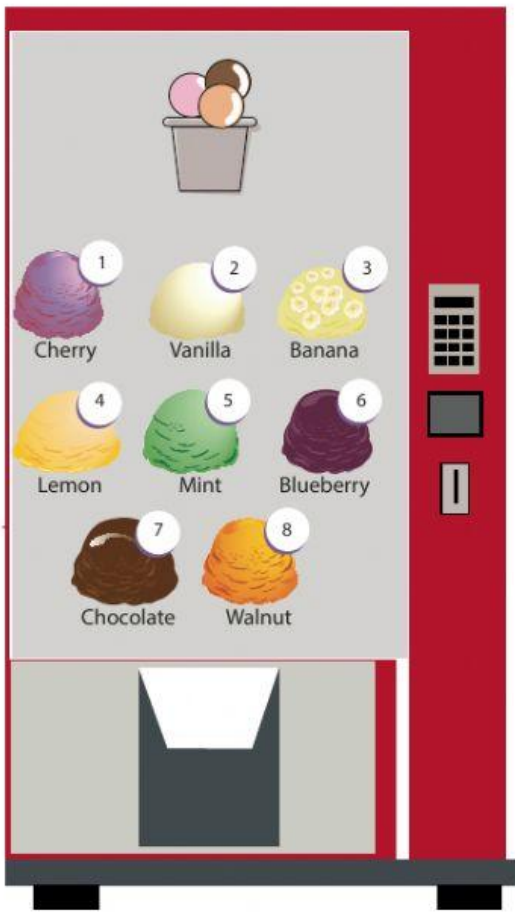 1 2 3
Cherry Vanilla Banana
4 5 6
Lemon Mint Blueberry
7 8
Chocolate Walnut